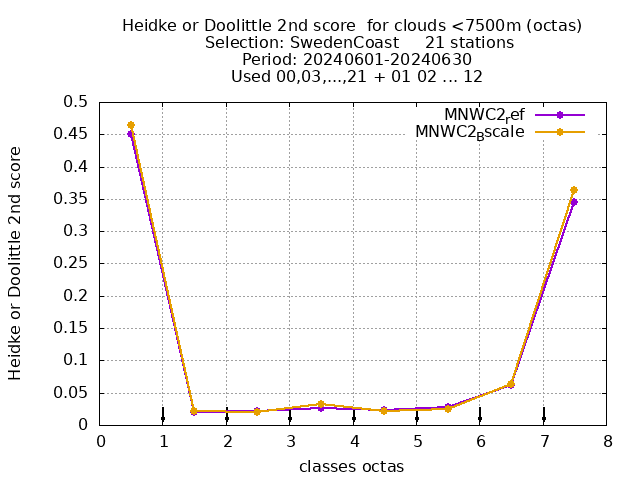 Heidke or Doolittle 2nd score  for clouds <7500m (octas)
Selection: SwedenCoast     21 stations
Period: 20240601-20240630
Used 00,03,...,21 + 01 02 ... 12
MNWC2ref
MNWC2Bscale
0.5
0.45
0.4
0.35
0.3
0.25
0.2
0.15
0.1
0.05
0
Heidke or Doolittle 2nd score
0 1 2 3 4 5 6 7 8
classes octas